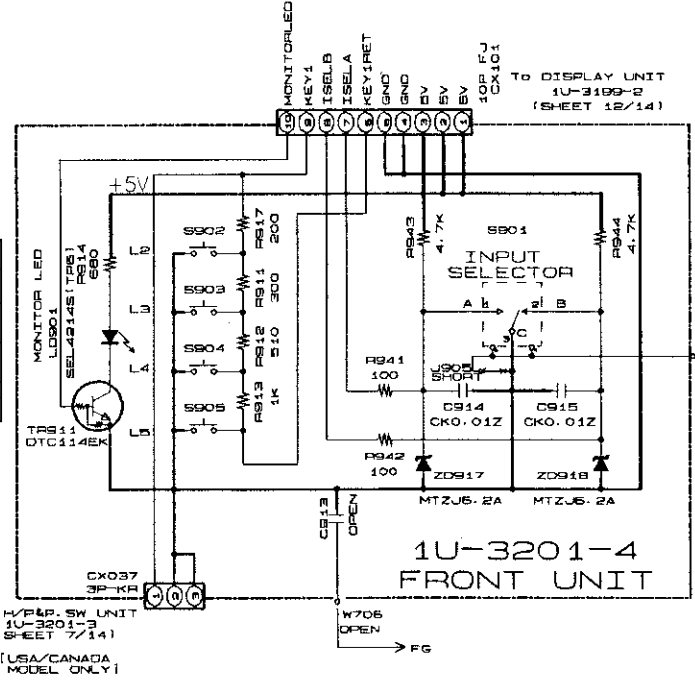 MONITORLED
KEY1
ISELB
ISELA
KEY1RET
GND
GND
5V
5V
5V
10P FJ
CX101
To DISPLAY UNIT
1U-3199-2
(SHEET 12/14)
10 9 8 7 6 5 4 3 2 1
+5V
MONITOR LED
LD901
SEL4214S(TP6)
R914
680
L2
L3
L4
L5
S902
S903
S904
S905
R917
200
R911
300
R912
510
R913
1K
TR911
DTC114EK
R943
4.7K
S901
INPUT
SELECTOR
A 1 2 B
C
3
R944
4.7K
J905
SHORT
R941
100
C914
CK0.01Z
C915
CK0.01Z
R942
100
ZD917
MTZJ6.2A
ZD918
MTZJ6.2A
C913
OPEN
1U-3201-4
FRONT UNIT
CX037
3P-KR
1 2 3
H/P&P.SW UNIT
1U-3201-3
SHEET 7/14)
[USA/CANADA
MODEL ONLY]
W706
OPEN
FG